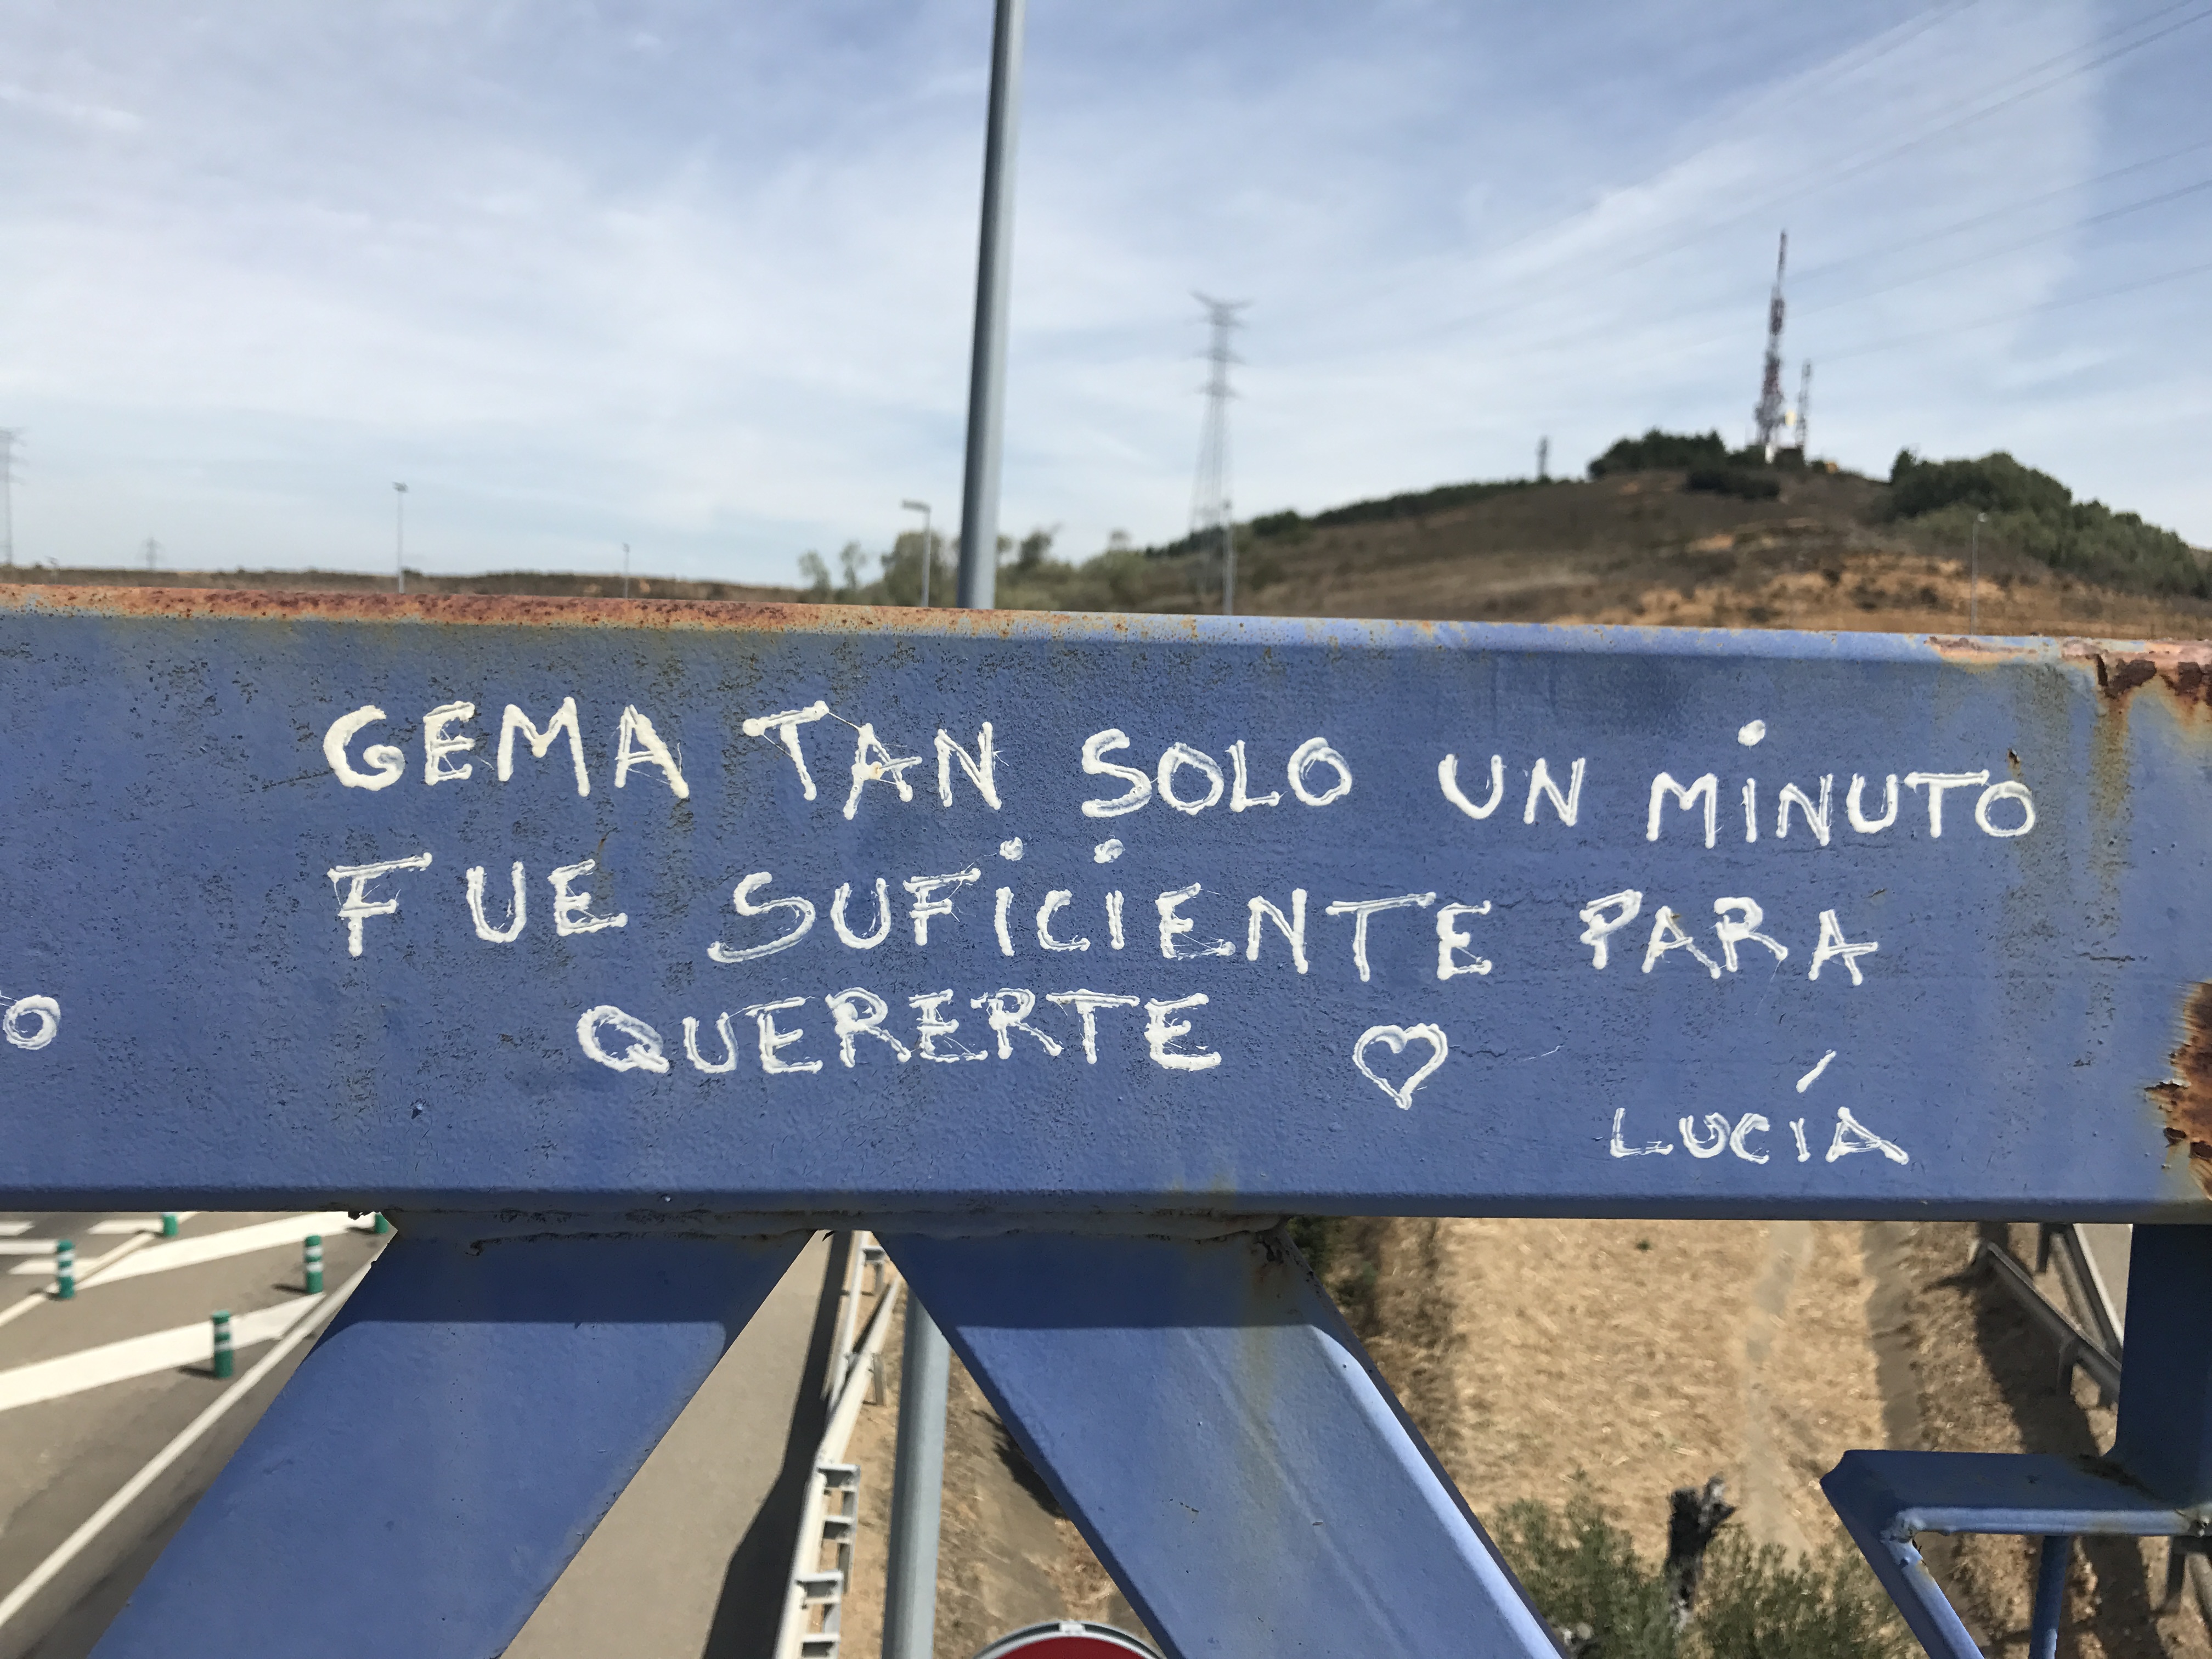 GEMA TAN SOLO UN MiNUTO
FUE SUFiCiENTE PARA
QUERERTE ♡
LUCÍA
O